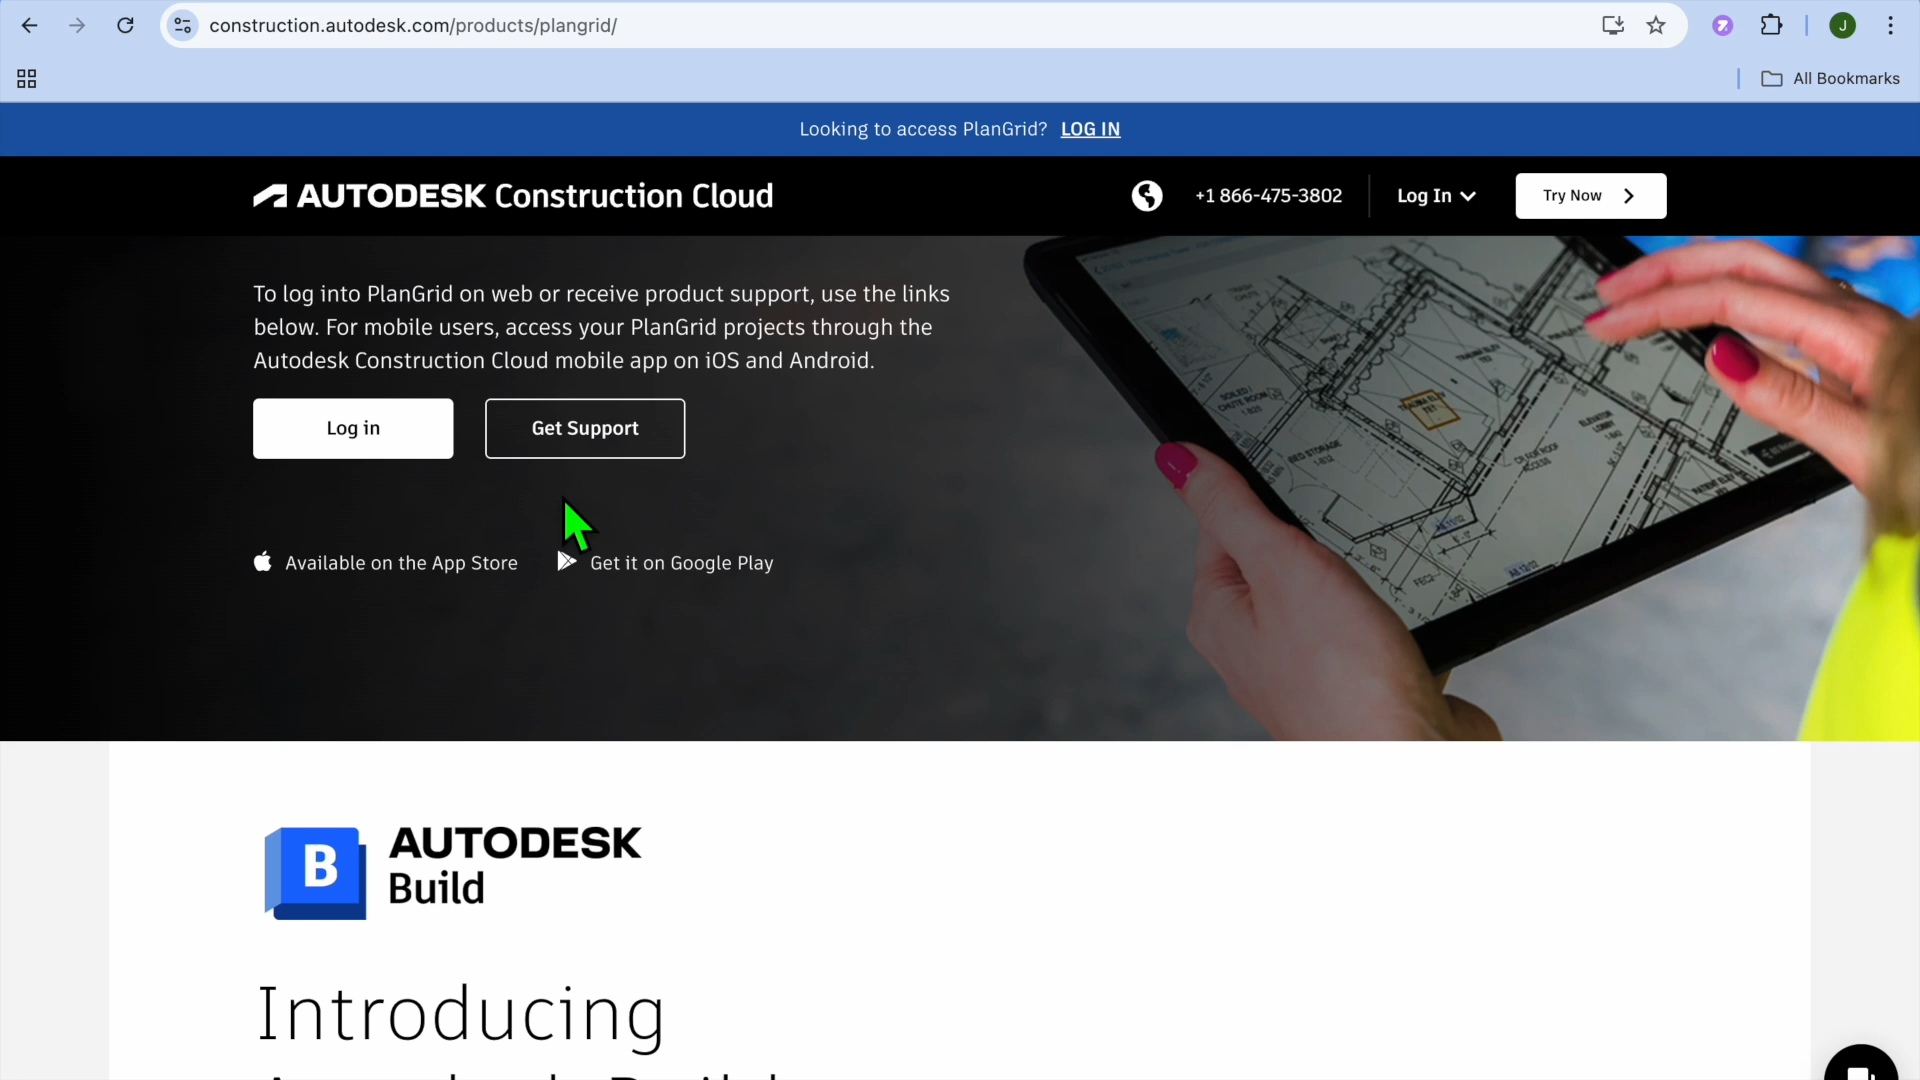 construction.autodesk.com/products/plangrid/
J
All Bookmarks
Looking to access PlanGrid? LOG IN
AUTODESK Construction Cloud
+1 866-475-3802
Log In
Try Now
To log into PlanGrid on web or receive product support, use the links
below. For mobile users, access your PlanGrid projects through the
Autodesk Construction Cloud mobile app on iOS and Android.
Log in
Get Support
Available on the App Store
Get it on Google Play
BED STORAGE
B
AUTODESK
Build
Introducing